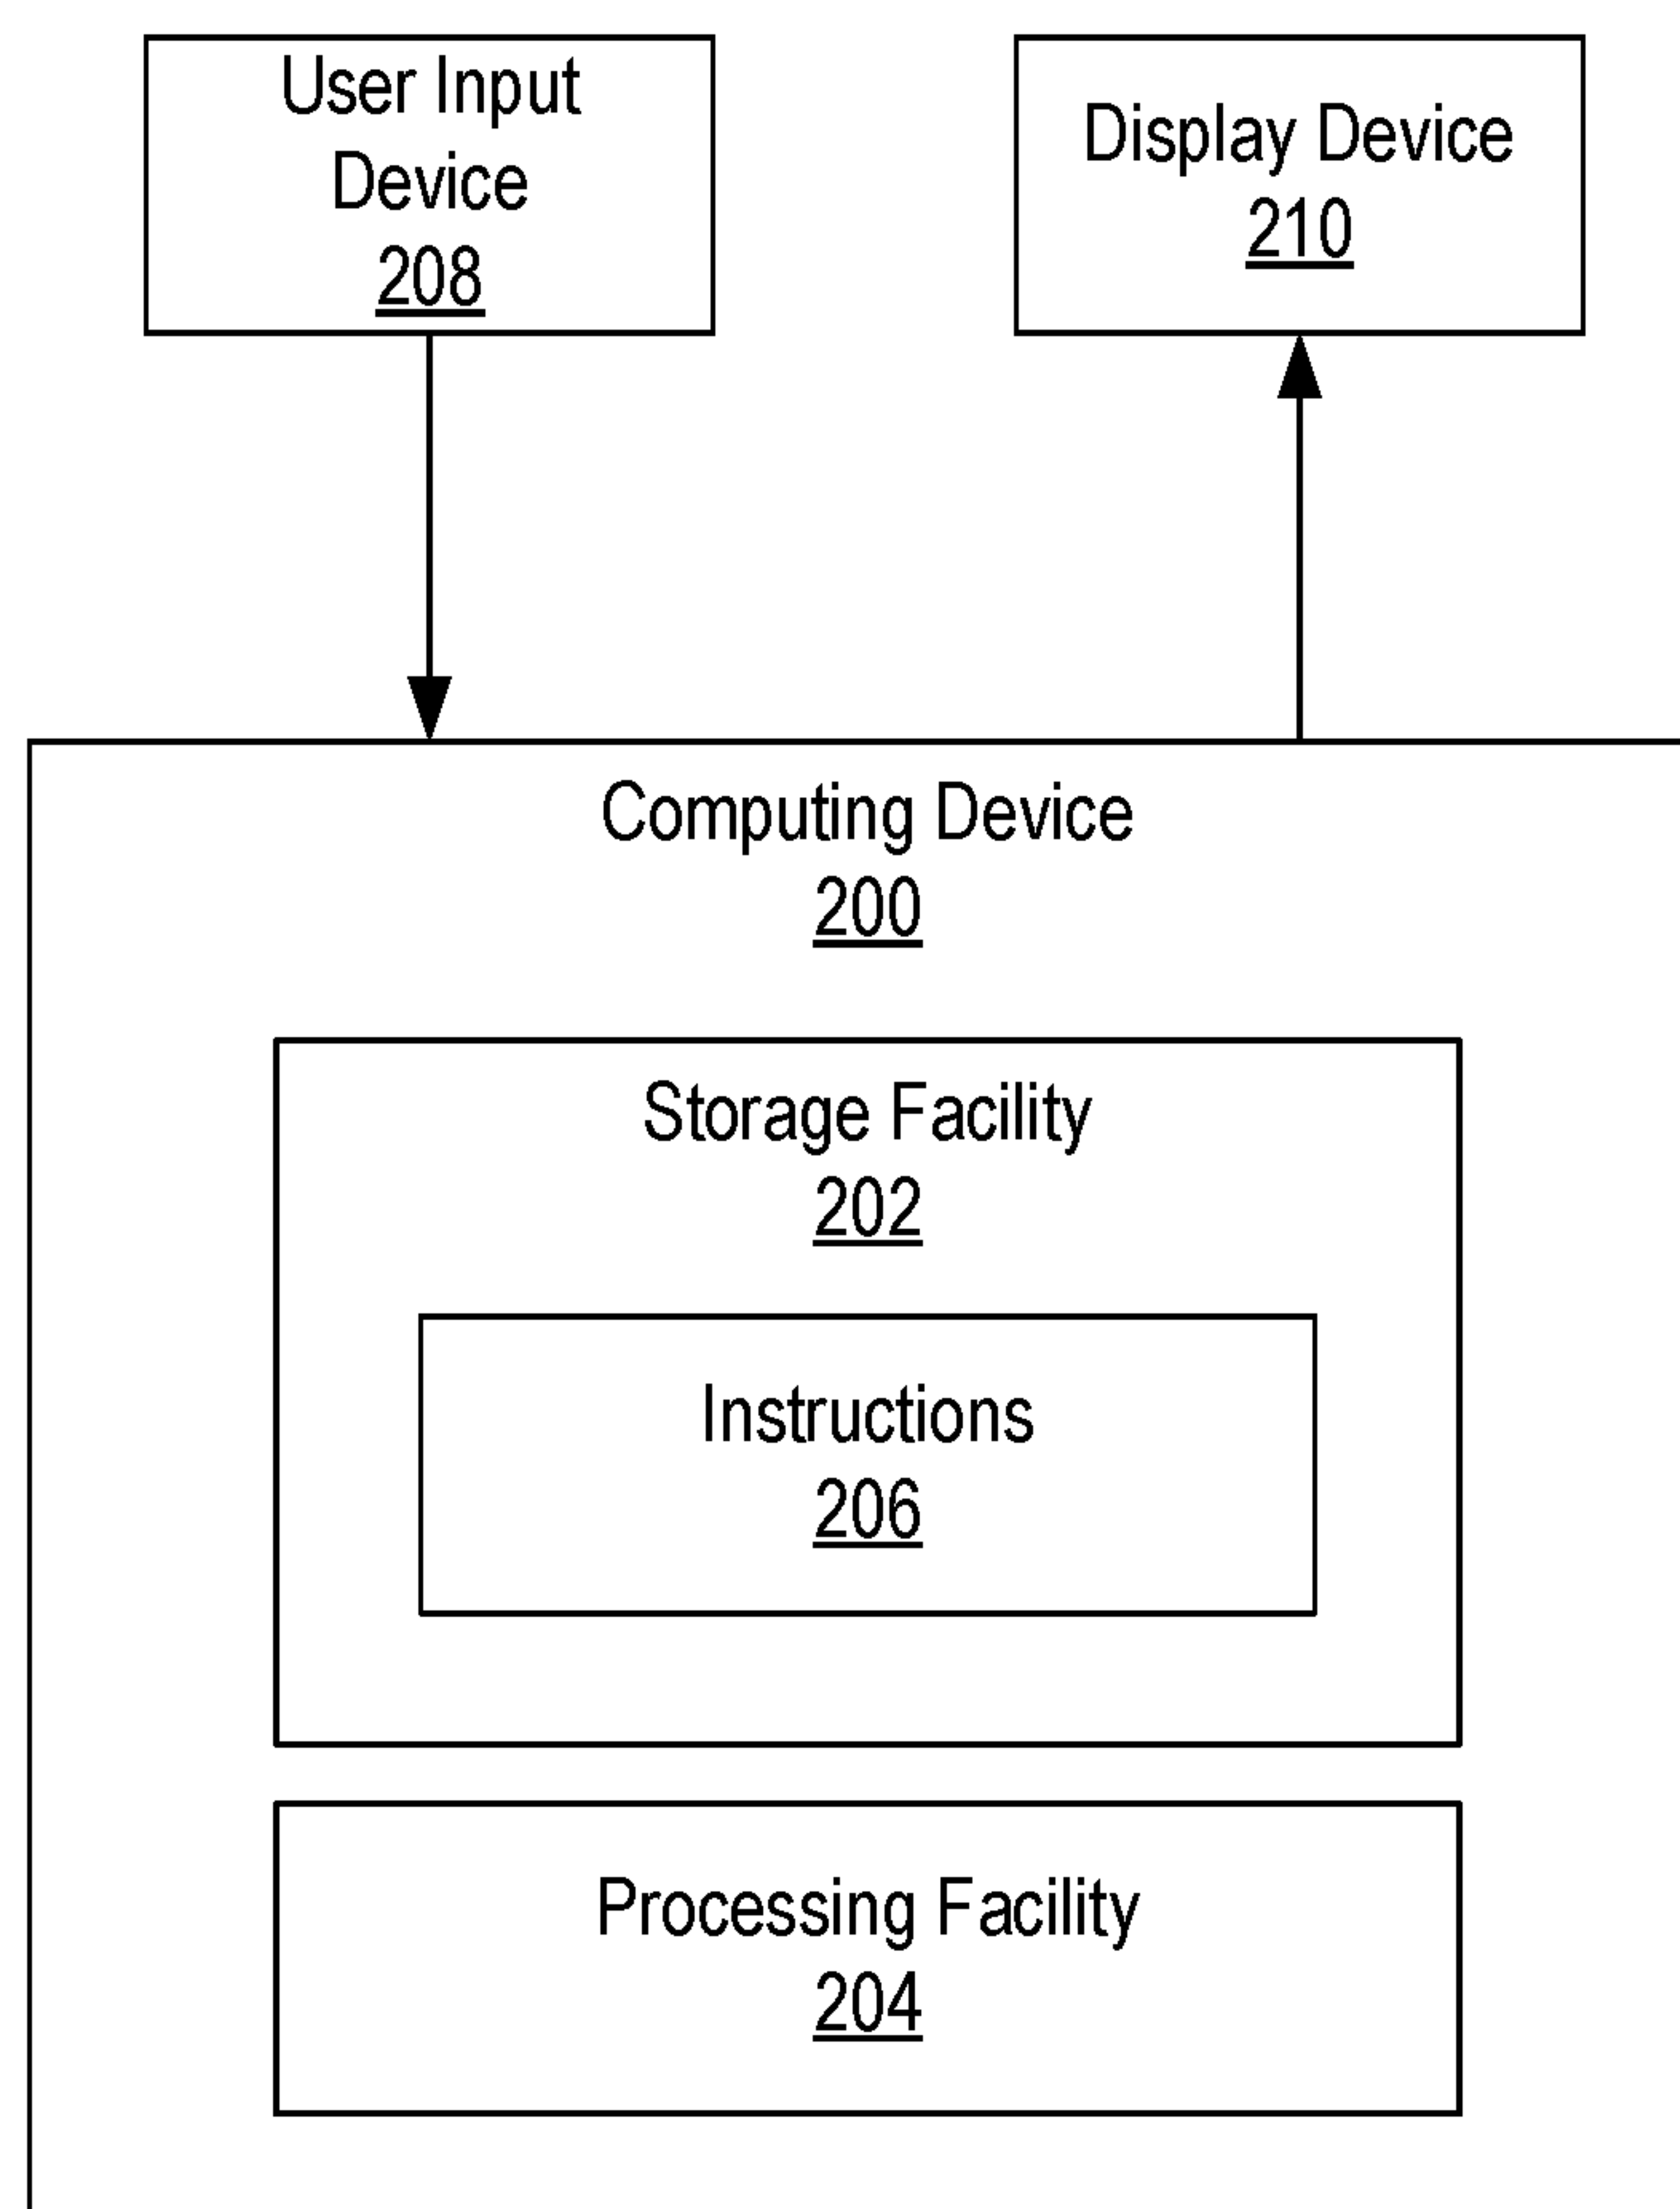 User Input
Device
208
Display Device
210
Computing Device
200
Storage Facility
202
Instructions
206
Processing Facility
204